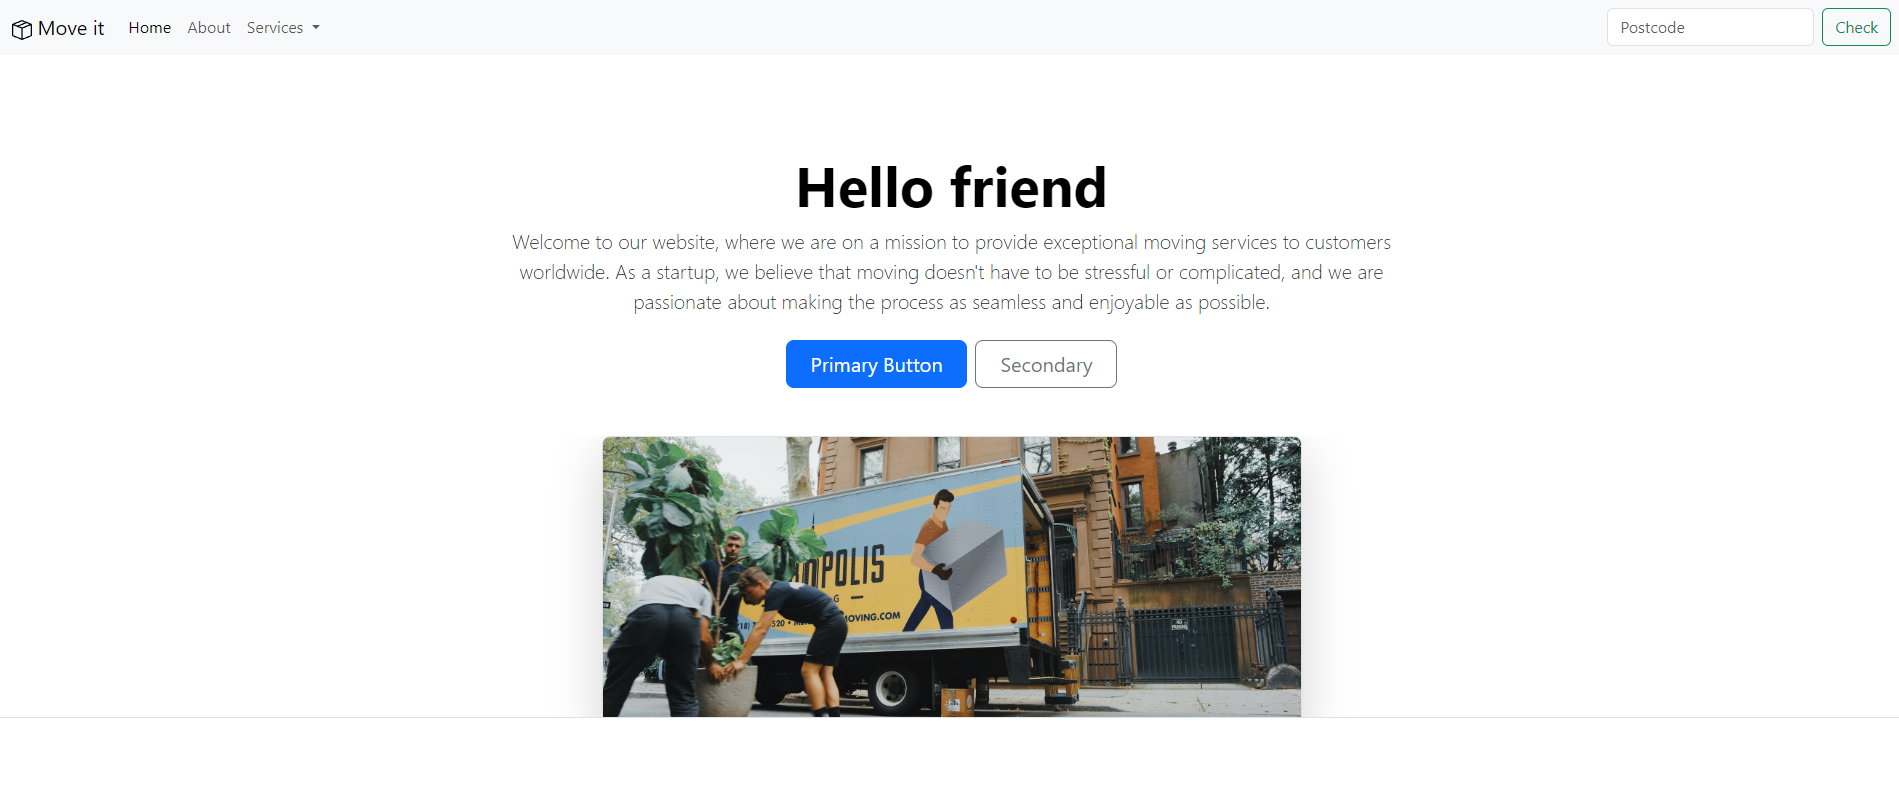 Move it Home About Services Postcode Check
Hello friend
Welcome to our website, where we are on a mission to provide exceptional moving services to customers
worldwide. As a startup, we believe that moving doesn't have to be stressful or complicated, and we are
passionate about making the process as seamless and enjoyable as possible.
Primary Button Secondary
POLIS
G
MOVING.COM
NO
PARKING